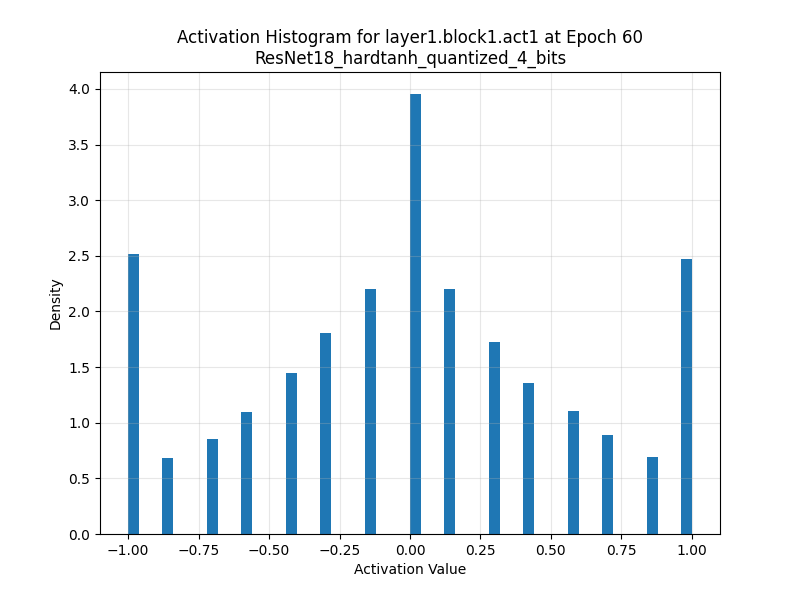 Activation Histogram for layer1.block1.act1 at Epoch 60
ResNet18_hardtanh_quantized_4_bits
4.0
3.5
3.0
2.5
2.0
1.5
1.0
0.5
0.0
Density
−1.00 −0.75 −0.50 −0.25 0.00 0.25 0.50 0.75 1.00
Activation Value